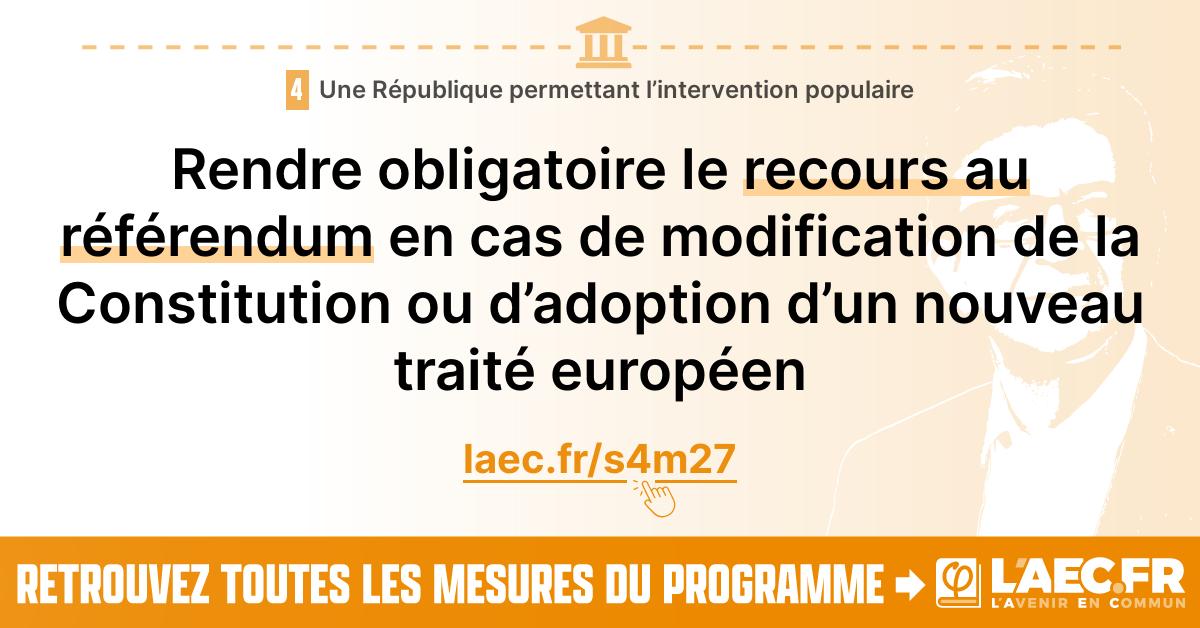 4 Une République permettant l’intervention populaire
Rendre obligatoire le recours au
référendum en cas de modification de la
Constitution ou d’adoption d’un nouveau
traité européen
laec.fr/s4m27
RETROUVEZ TOUTES LES MESURES DU PROGRAMME
L'AEC.FR
L'AVENIR EN COMMUN